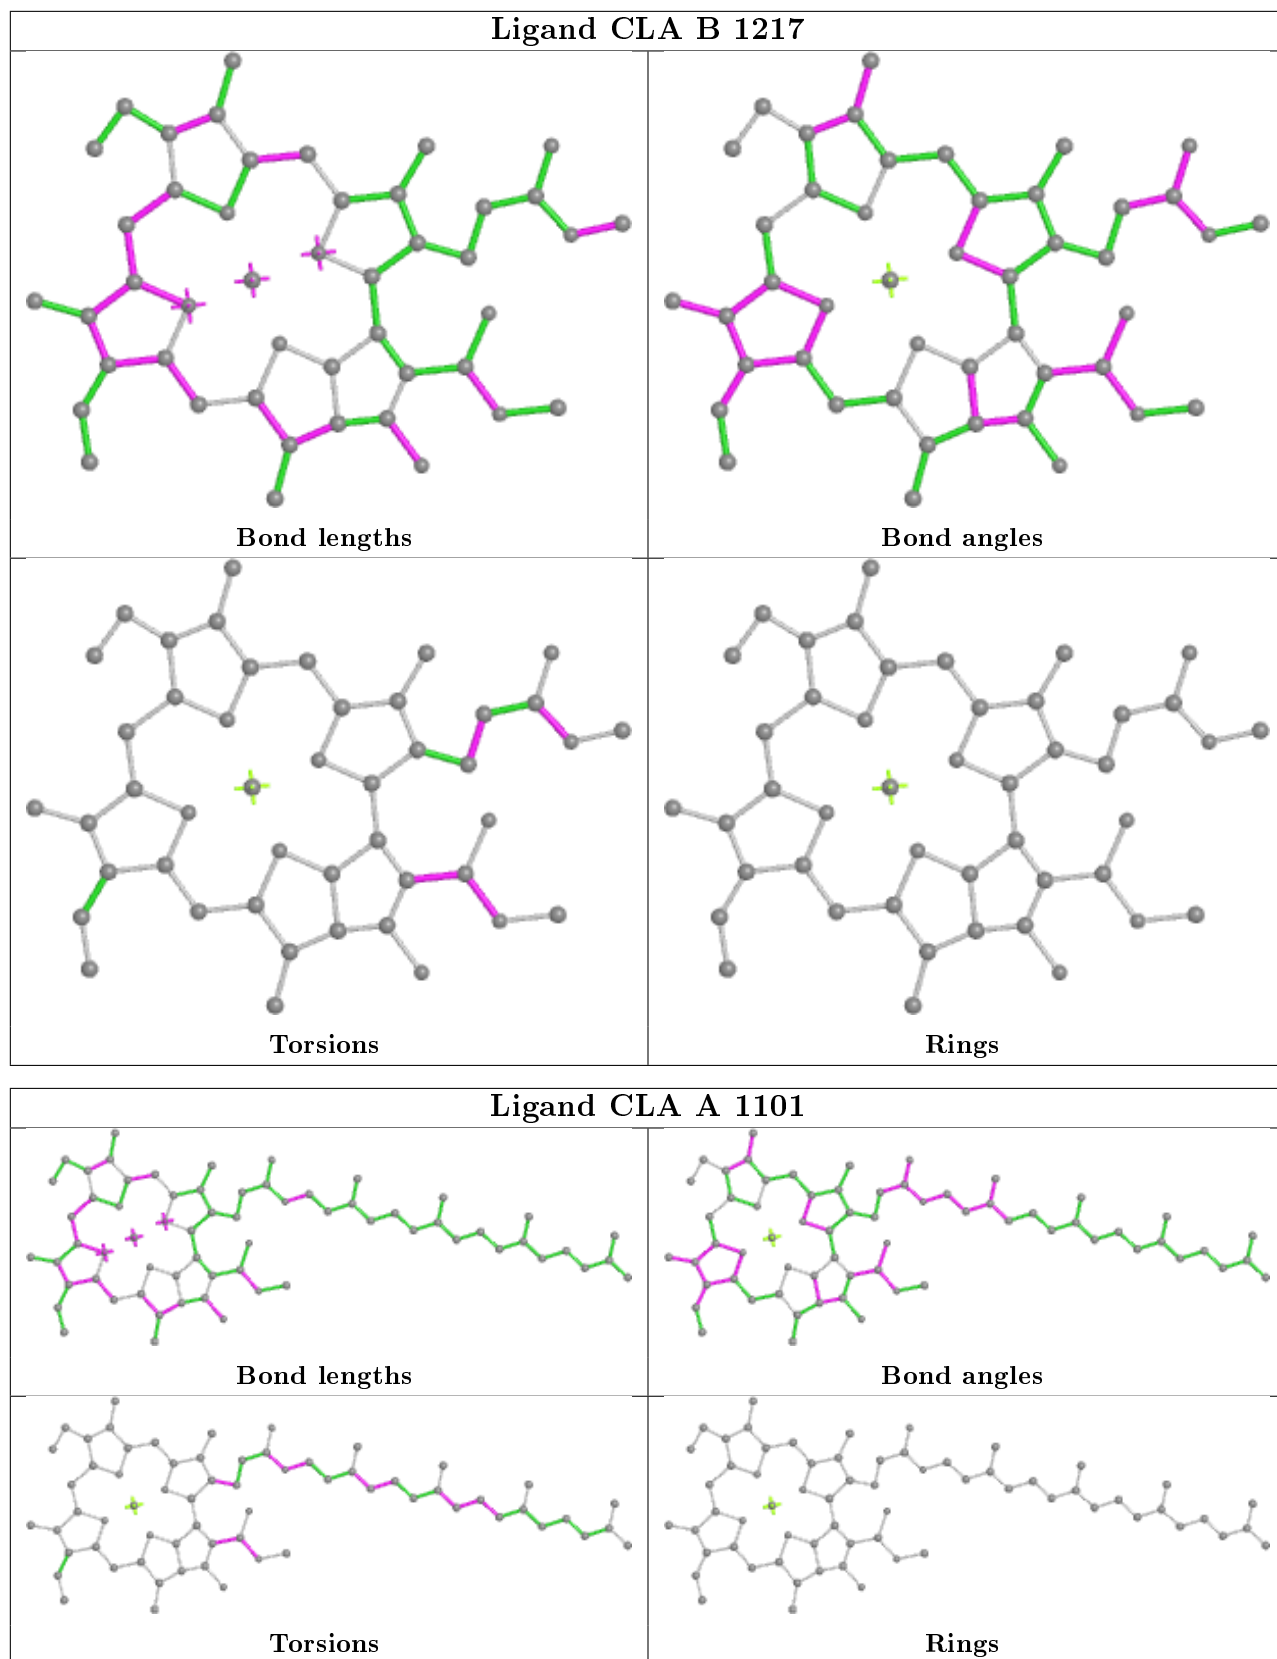 Ligand CLA B 1217
Bond lengths
Bond angles
Torsions
Rings
Ligand CLA A 1101
Bond lengths
Bond angles
Torsions
Rings